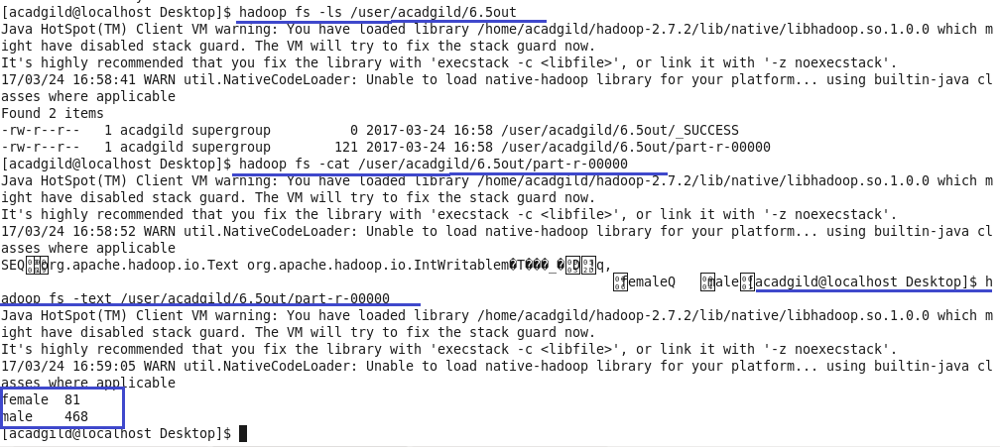 [acadgild@localhost Desktop]$ hadoop fs -ls /user/acadgild/6.5out
Java HotSpot(TM) Client VM warning: You have loaded library /home/acadgild/hadoop-2.7.2/lib/native/libhadoop.so.1.0.0 which m
ight have disabled stack guard. The VM will try to fix the stack guard now.
It's highly recommended that you fix the library with 'execstack -c <libfile>', or link it with '-z noexecstack'.
17/03/24 16:58:41 WARN util.NativeCodeLoader: Unable to load native-hadoop library for your platform... using builtin-java cl
asses where applicable
Found 2 items
-rw-r--r--   1 acadgild supergroup          0 2017-03-24 16:58 /user/acadgild/6.5out/_SUCCESS
-rw-r--r--   1 acadgild supergroup        121 2017-03-24 16:58 /user/acadgild/6.5out/part-r-00000
[acadgild@localhost Desktop]$ hadoop fs -cat /user/acadgild/6.5out/part-r-00000
Java HotSpot(TM) Client VM warning: You have loaded library /home/acadgild/hadoop-2.7.2/lib/native/libhadoop.so.1.0.0 which m
ight have disabled stack guard. The VM will try to fix the stack guard now.
It's highly recommended that you fix the library with 'execstack -c <libfile>', or link it with '-z noexecstack'.
17/03/24 16:58:52 WARN util.NativeCodeLoader: Unable to load native-hadoop library for your platform... using builtin-java cl
asses where applicable
SEQ org.apache.hadoop.io.Text org.apache.hadoop.io.IntWritablem�T���_�D q,
femaleQ   male [acadgild@localhost Desktop]$ h
adoop fs -text /user/acadgild/6.5out/part-r-00000
Java HotSpot(TM) Client VM warning: You have loaded library /home/acadgild/hadoop-2.7.2/lib/native/libhadoop.so.1.0.0 which m
ight have disabled stack guard. The VM will try to fix the stack guard now.
It's highly recommended that you fix the library with 'execstack -c <libfile>', or link it with '-z noexecstack'.
17/03/24 16:59:05 WARN util.NativeCodeLoader: Unable to load native-hadoop library for your platform... using builtin-java cl
asses where applicable
female  81
male    468
[acadgild@localhost Desktop]$